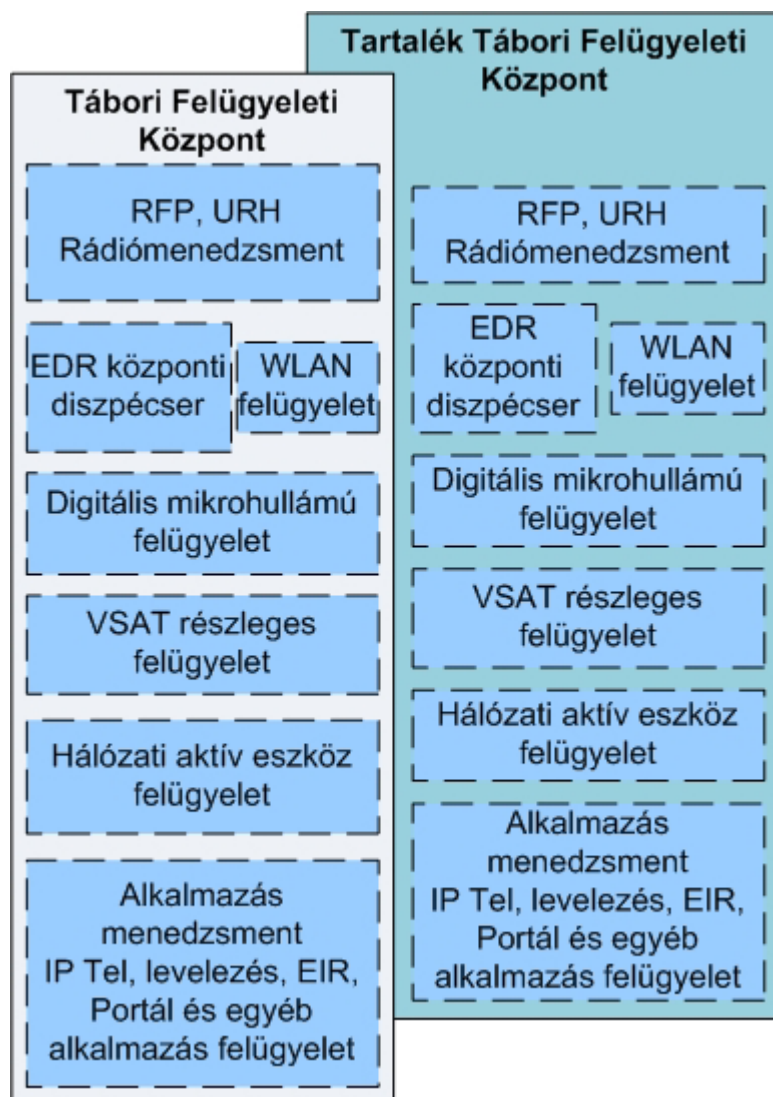 Tábori Felügyeleti
Központ
RFP, URH
Rádiómenedzsment
EDR központi
diszpécser
WLAN
felügyelet
Digitális mikrohullámú
felügyelet
VSAT részleges
felügyelet
Hálózati aktív eszköz
felügyelet
Alkalmazás
menedzsment
IP Tel, levelezés, EIR,
Portál és egyéb
alkalmazás felügyelet
Tartalék Tábori Felügyeleti
Központ
RFP, URH
Rádiómenedzsment
EDR
központi
diszpécser
WLAN
felügyelet
Digitális mikrohullámú
felügyelet
VSAT részleges
felügyelet
Hálózati aktív eszköz
felügyelet
Alkalmazás
menedzsment
IP Tel, levelezés, EIR,
Portál és egyéb
alkalmazás felügyelet